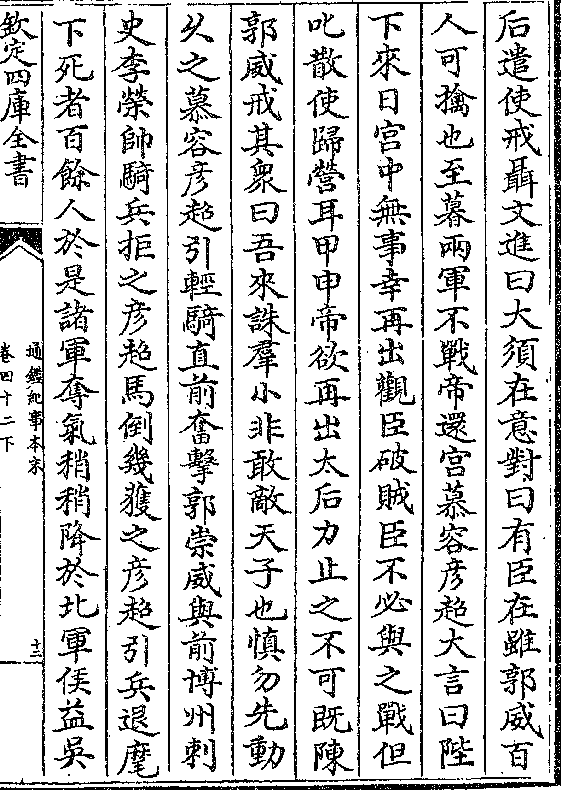 后遣使戒聶文進曰大須在意對曰有臣在雖郭威百
人可擒也至暮兩軍不戰帝還宫慕容彦超大言曰陛
下來日宫中無事幸再出觀臣破賊臣不必與之戰但
叱散使歸營耳甲申帝欲再出太后力止之不可既陳
郭威戒其衆曰吾來誅羣小非敢敵天子也慎勿先動
乆之慕容彦超引輕騎直前奮擊郭崇威與前博州刺
史李榮帥騎兵拒之彦超馬倒幾獲之彦超引兵退麾
下死者百餘人於是諸軍奪氣稍稍降於北軍侯益吳
欽定四庫全書
通鑑紀事本末
卷四十二下
十三